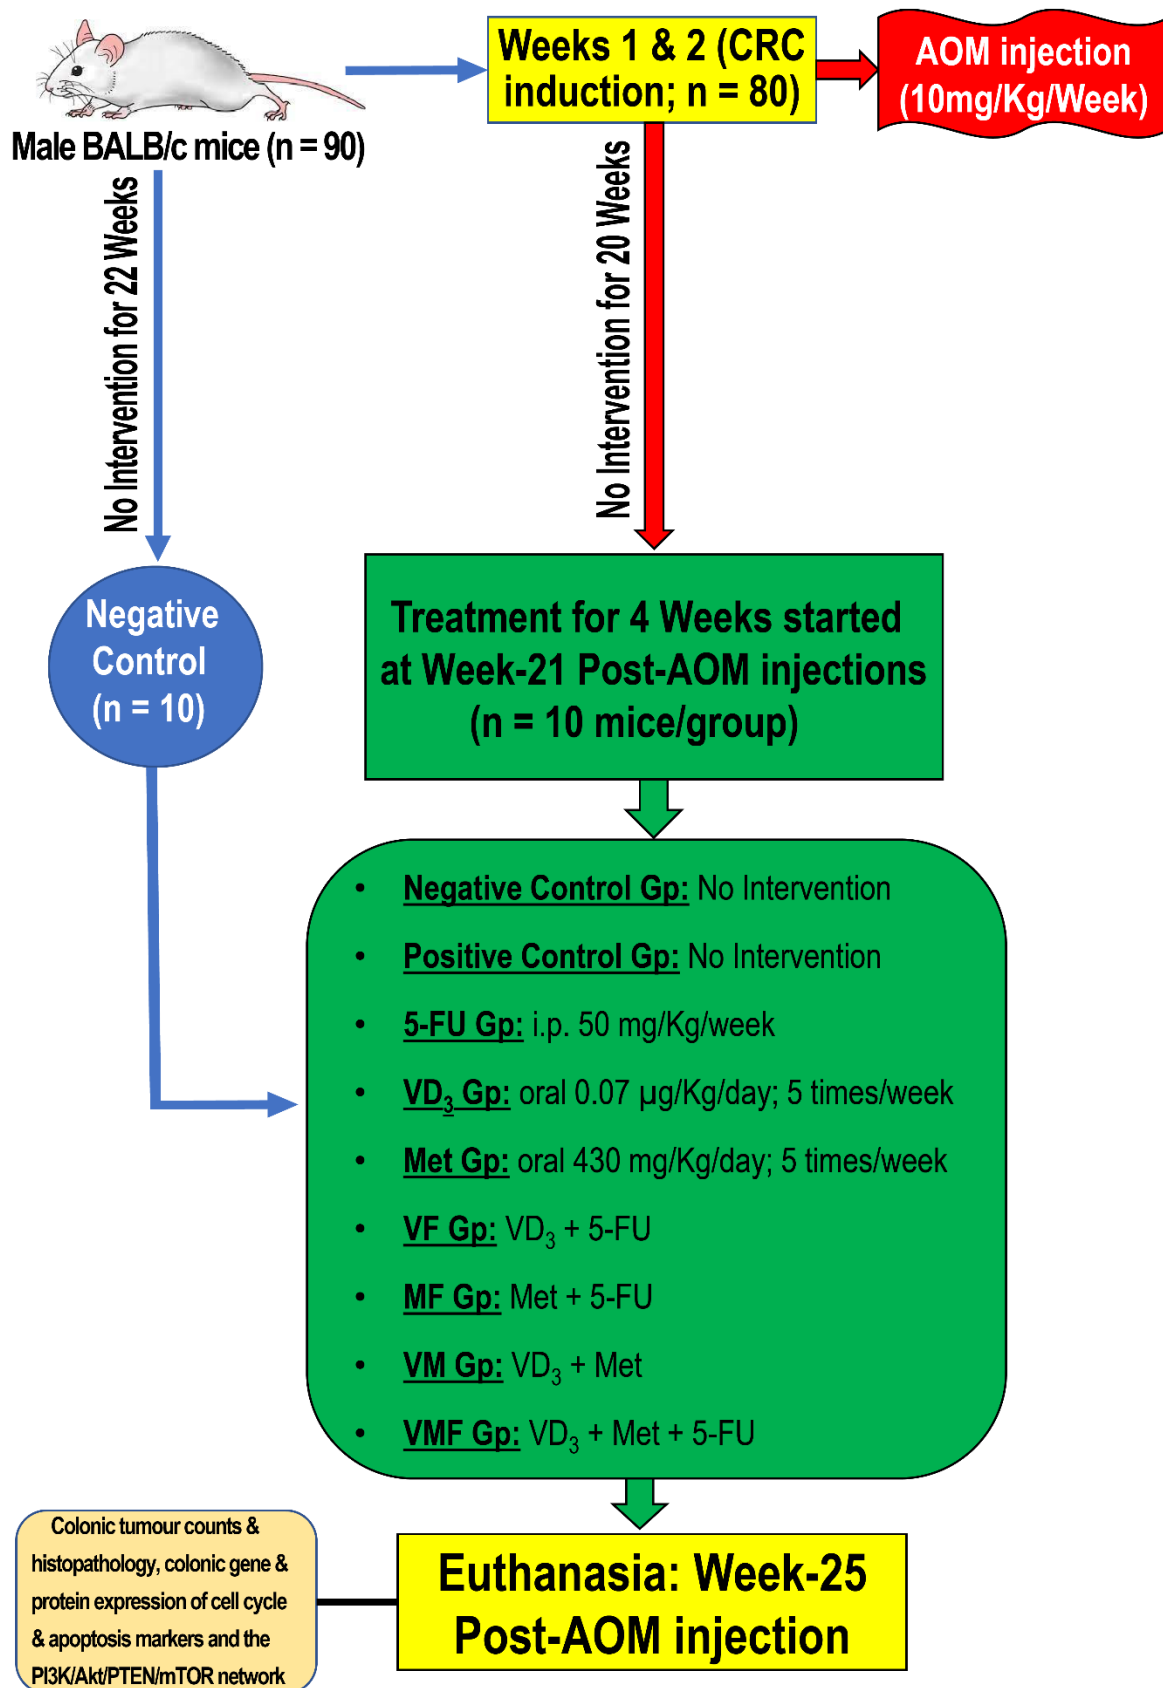 Weeks 1 & 2 (CRC
induction; n = 80)
AOM injection
(10mg/Kg/Week)
Male BALB/c mice (n = 90)
No Intervention for 22 Weeks
No Intervention for 20 Weeks
Negative
Control
(n = 10)
Treatment for 4 Weeks started
at Week-21 Post-AOM injections
(n = 10 mice/group)
• Negative Control Gp: No Intervention
• Positive Control Gp: No Intervention
• 5-FU Gp: i.p. 50 mg/Kg/week
• VD₃ Gp: oral 0.07 µg/Kg/day; 5 times/week
• Met Gp: oral 430 mg/Kg/day; 5 times/week
• VF Gp: VD₃ + 5-FU
• MF Gp: Met + 5-FU
• VM Gp: VD₃ + Met
• VMF Gp: VD₃ + Met + 5-FU
Colonic tumour counts &
histopathology, colonic gene &
protein expression of cell cycle
& apoptosis markers and the
PI3K/Akt/PTEN/mTOR network
Euthanasia: Week-25
Post-AOM injection